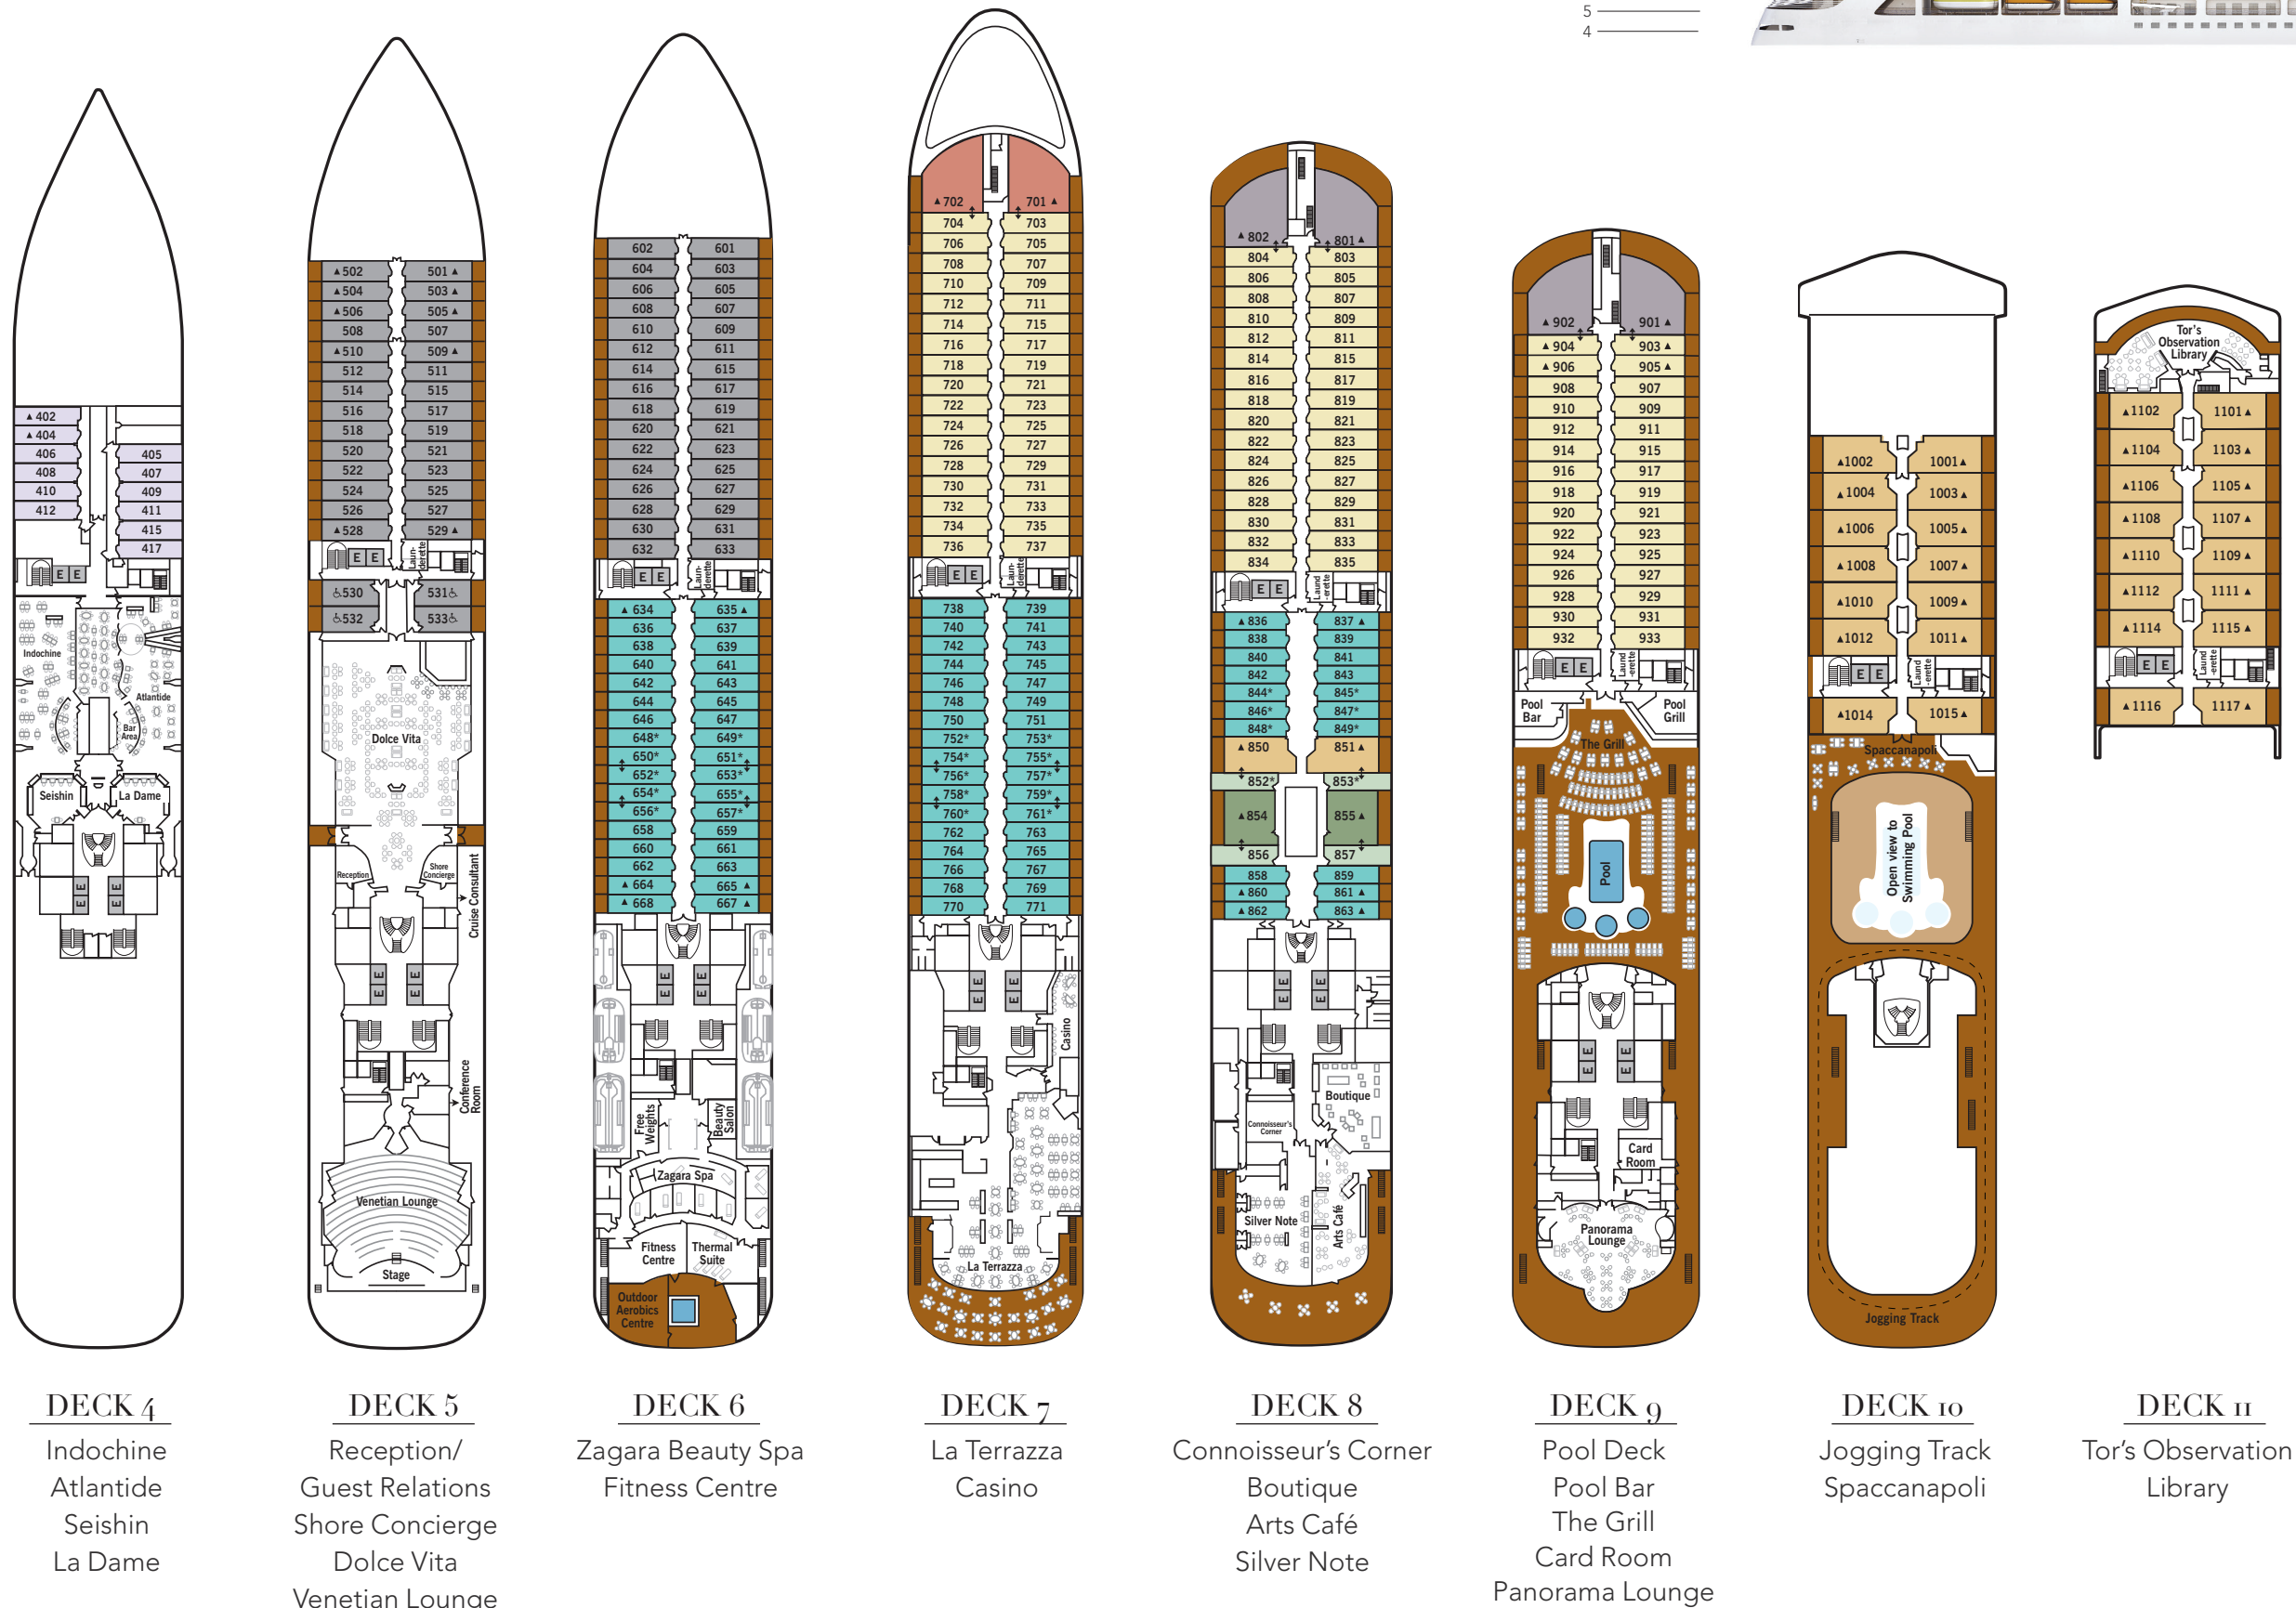 5
4
▲402
▲404
406
405
408
407
410
409
412
411
415
417
E E
Indochine
Atlantide
Bar
Area
Seishin
La Dame
E E
E E
DECK 4
Indochine
Atlantide
Seishin
La Dame
▲502 501▲
▲504 503▲
▲506 505▲
508 507
▲510 509▲
512 511
514 515
516 517
518 519
520 521
522 523
524 525
526 527
▲528 529▲
E E
Laun-
derette
♿530 531♿
♿532 533♿
Dolce Vita
Reception
Shore
Concierge
Cruise Consultant
E E
E E
Conference
Room
Venetian Lounge
Stage
DECK 5
Reception/
Guest Relations
Shore Concierge
Dolce Vita
Venetian Lounge
602 601
604 603
606 605
608 607
610 609
612 611
614 615
616 617
618 619
620 621
622 623
624 625
626 627
628 629
630 631
632 633
E E
Laun-
derette
▲634 635▲
636 637
638 639
640 641
642 643
644 645
646 647
648* 649*
650* 651*
652* 653*
654* 655*
656* 657*
658 659
660 661
662 663
▲664 665▲
▲668 667▲
E E
E E
Free
Weights
Beauty
Salon
Zagara Spa
Fitness
Centre
Thermal
Suite
Outdoor
Aerobics
Centre
DECK 6
Zagara Beauty Spa
Fitness Centre
▲702 701▲
704 703
706 705
708 707
710 709
712 711
714 715
716 717
718 719
720 721
722 723
724 725
726 727
728 729
730 731
732 733
734 735
736 737
E E
Laun-
derette
738 739
740 741
742 743
744 745
746 747
748 749
750 751
752* 753*
754* 755*
756* 757*
758* 759*
760* 761*
762 763
764 765
766 767
768 769
770 771
E E
E E
Casino
La Terrazza
DECK 7
La Terrazza
Casino
▲802 801▲
804 803
806 805
808 807
810 809
812 811
814 815
816 817
818 819
820 821
822 823
824 825
826 827
828 829
830 831
832 833
834 835
E E
Laund
-erette
▲836 837▲
838 839
840 841
842 843
844* 845*
846* 847*
848* 849*
▲850 851▲
852* 853*
▲854 855▲
856 857
858 859
▲860 861▲
▲862 863▲
E E
E E
Boutique
Connoisseur's
Corner
Silver Note
Arts Café
DECK 8
Connoisseur's Corner
Boutique
Arts Café
Silver Note
▲902 901▲
▲904 903▲
▲906 905▲
908 907
910 909
912 911
914 915
916 917
918 919
920 921
922 923
924 925
926 927
928 929
930 931
932 933
E E
Laund
-erette
Pool
Bar
Pool
Grill
The Grill
Pool
E E
E E
Card
Room
Panorama
Lounge
DECK 9
Pool Deck
Pool Bar
The Grill
Card Room
Panorama Lounge
▲1002 1001▲
▲1004 1003▲
▲1006 1005▲
▲1008 1007▲
▲1010 1009▲
▲1012 1011▲
E E
Laund
-erette
▲1014 1015▲
Spaccanapoli
Open view to
Swimming Pool
Jogging Track
DECK 10
Jogging Track
Spaccanapoli
Tor's
Observation
Library
▲1102 1101▲
▲1104 1103▲
▲1106 1105▲
▲1108 1107▲
▲1110 1109▲
▲1112 1111▲
▲1114 1115▲
E E
Laund
-erette
▲1116 1117▲
DECK 11
Tor's Observation
Library